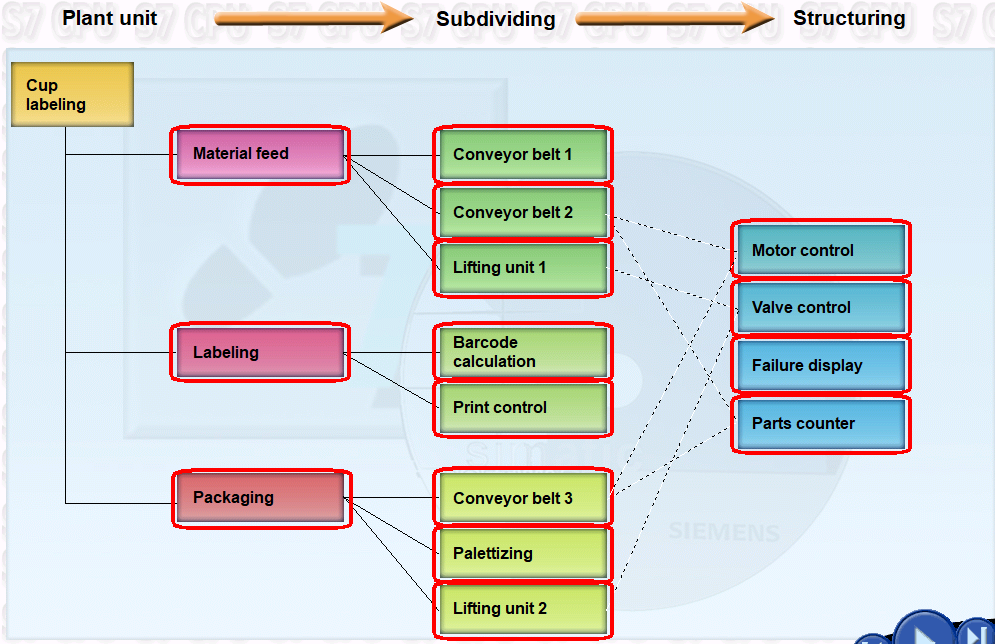 Plant unit
Subdividing
Structuring
Cup
labeling
Material feed
Conveyor belt 1
Conveyor belt 2
Lifting unit 1
Motor control
Valve control
Failure display
Parts counter
Labeling
Barcode
calculation
Print control
Packaging
Conveyor belt 3
Palettizing
Lifting unit 2
SIEMENS